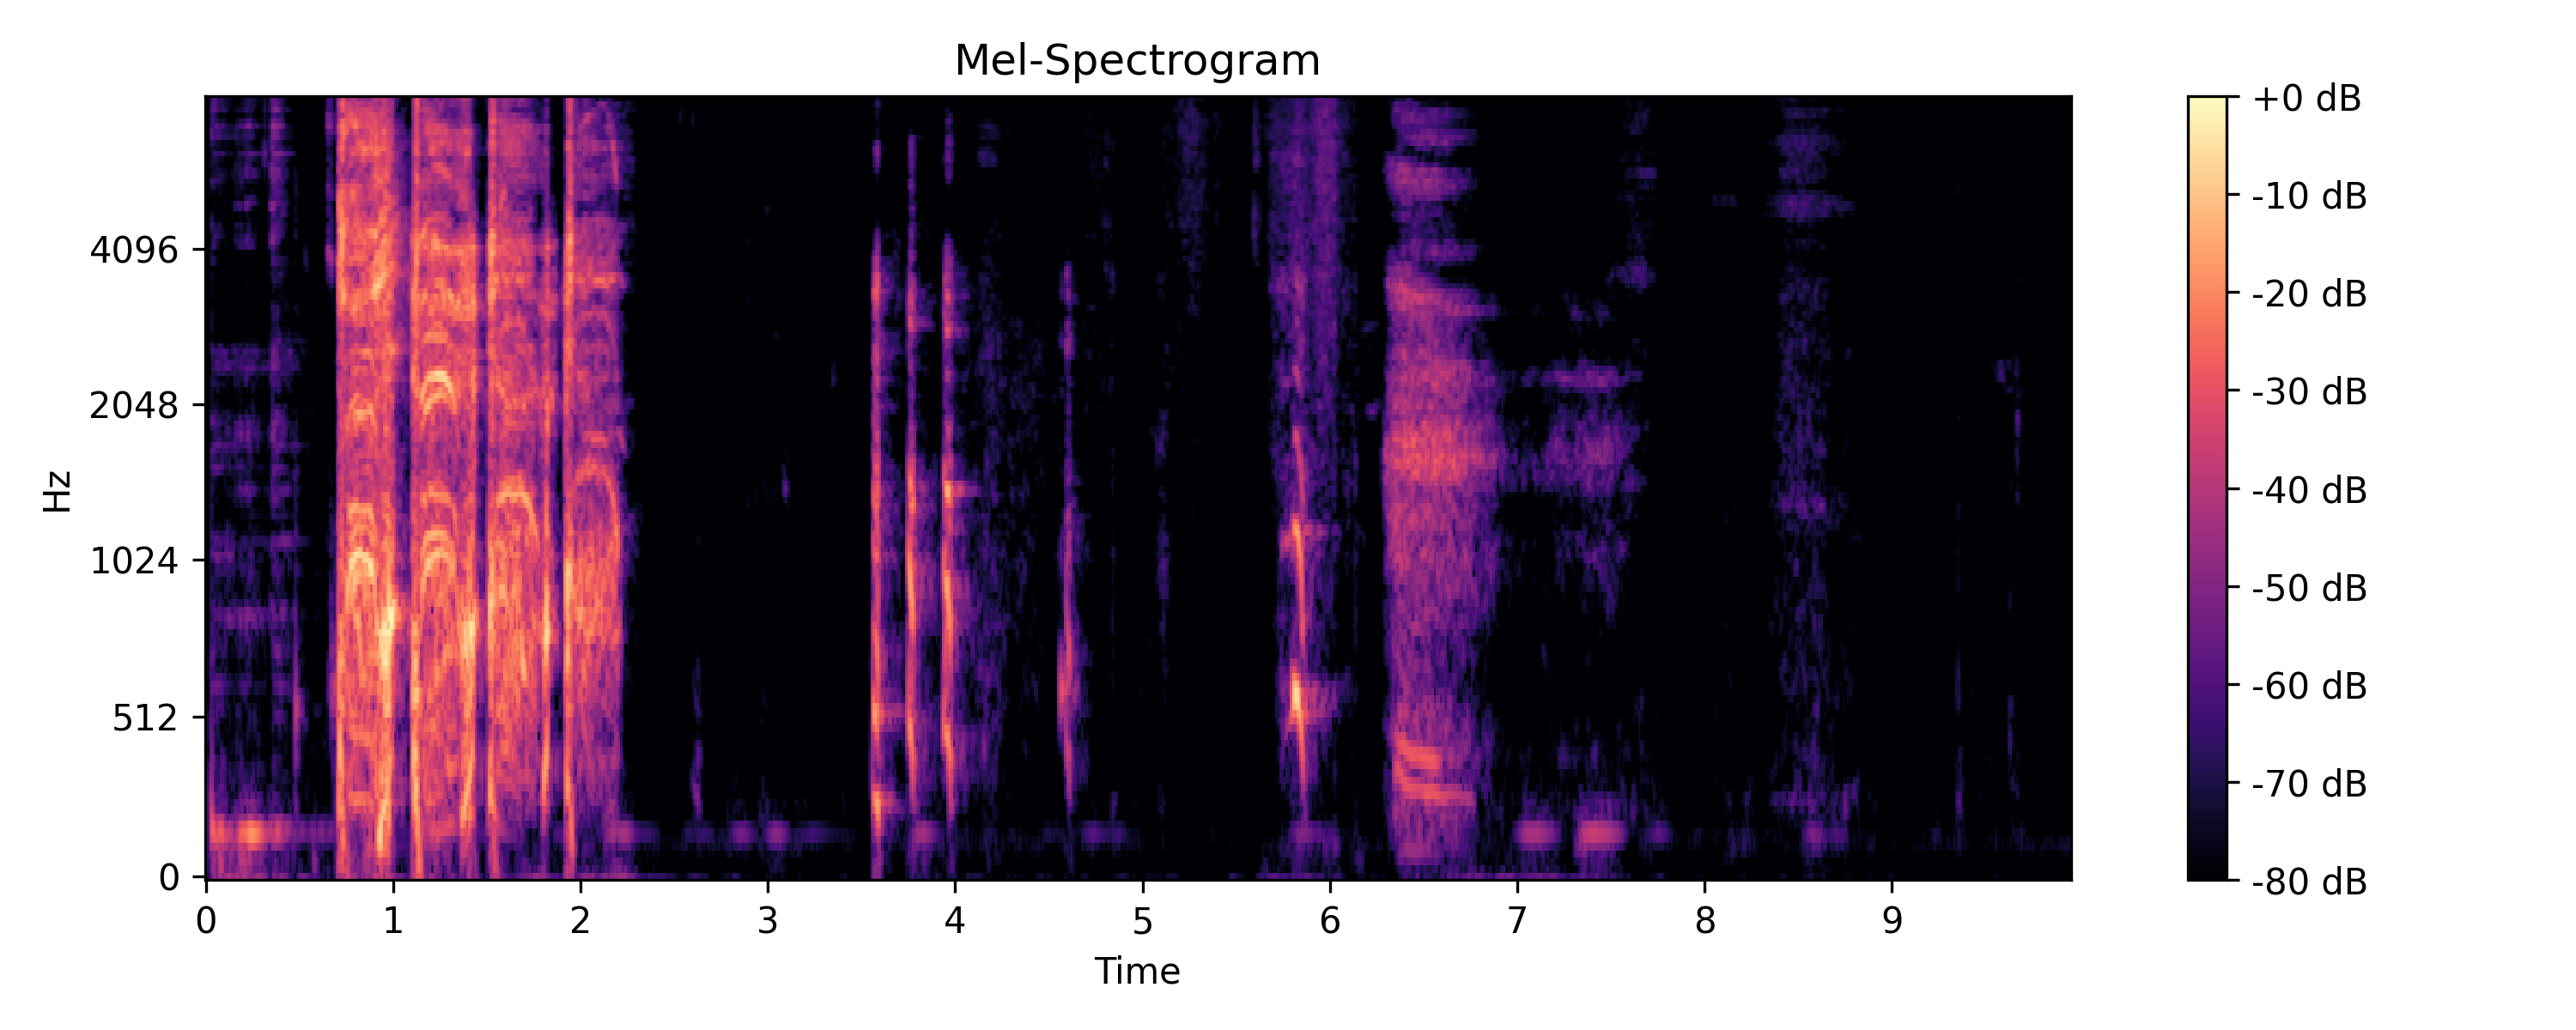 Mel-Spectrogram
+0 dB
-10 dB
-20 dB
-30 dB
-40 dB
-50 dB
-60 dB
-70 dB
-80 dB
4096
2048
1024
512
0
Hz
0 1 2 3 4 5 6 7 8 9
Time